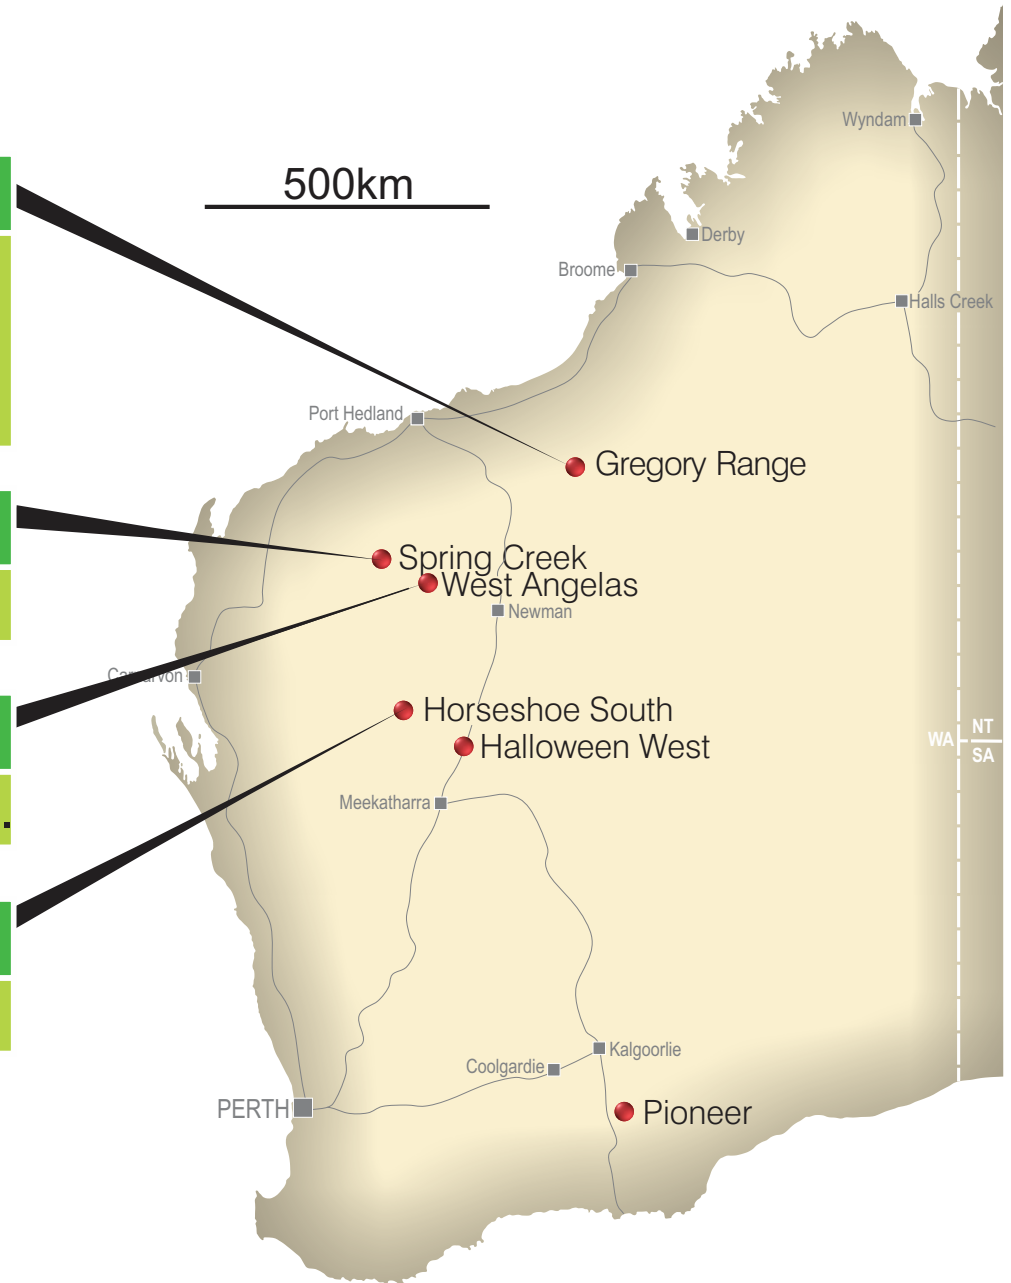 Wyndam
500km
Derby
Broome
Halls Creek
Port Hedland
Gregory Range
Spring Creek
West Angelas
Newman
Horseshoe South
NT
WA
SA
Halloween West
Meekatharra
Kalgoorlie
Coolgardie
PERTH
Pioneer